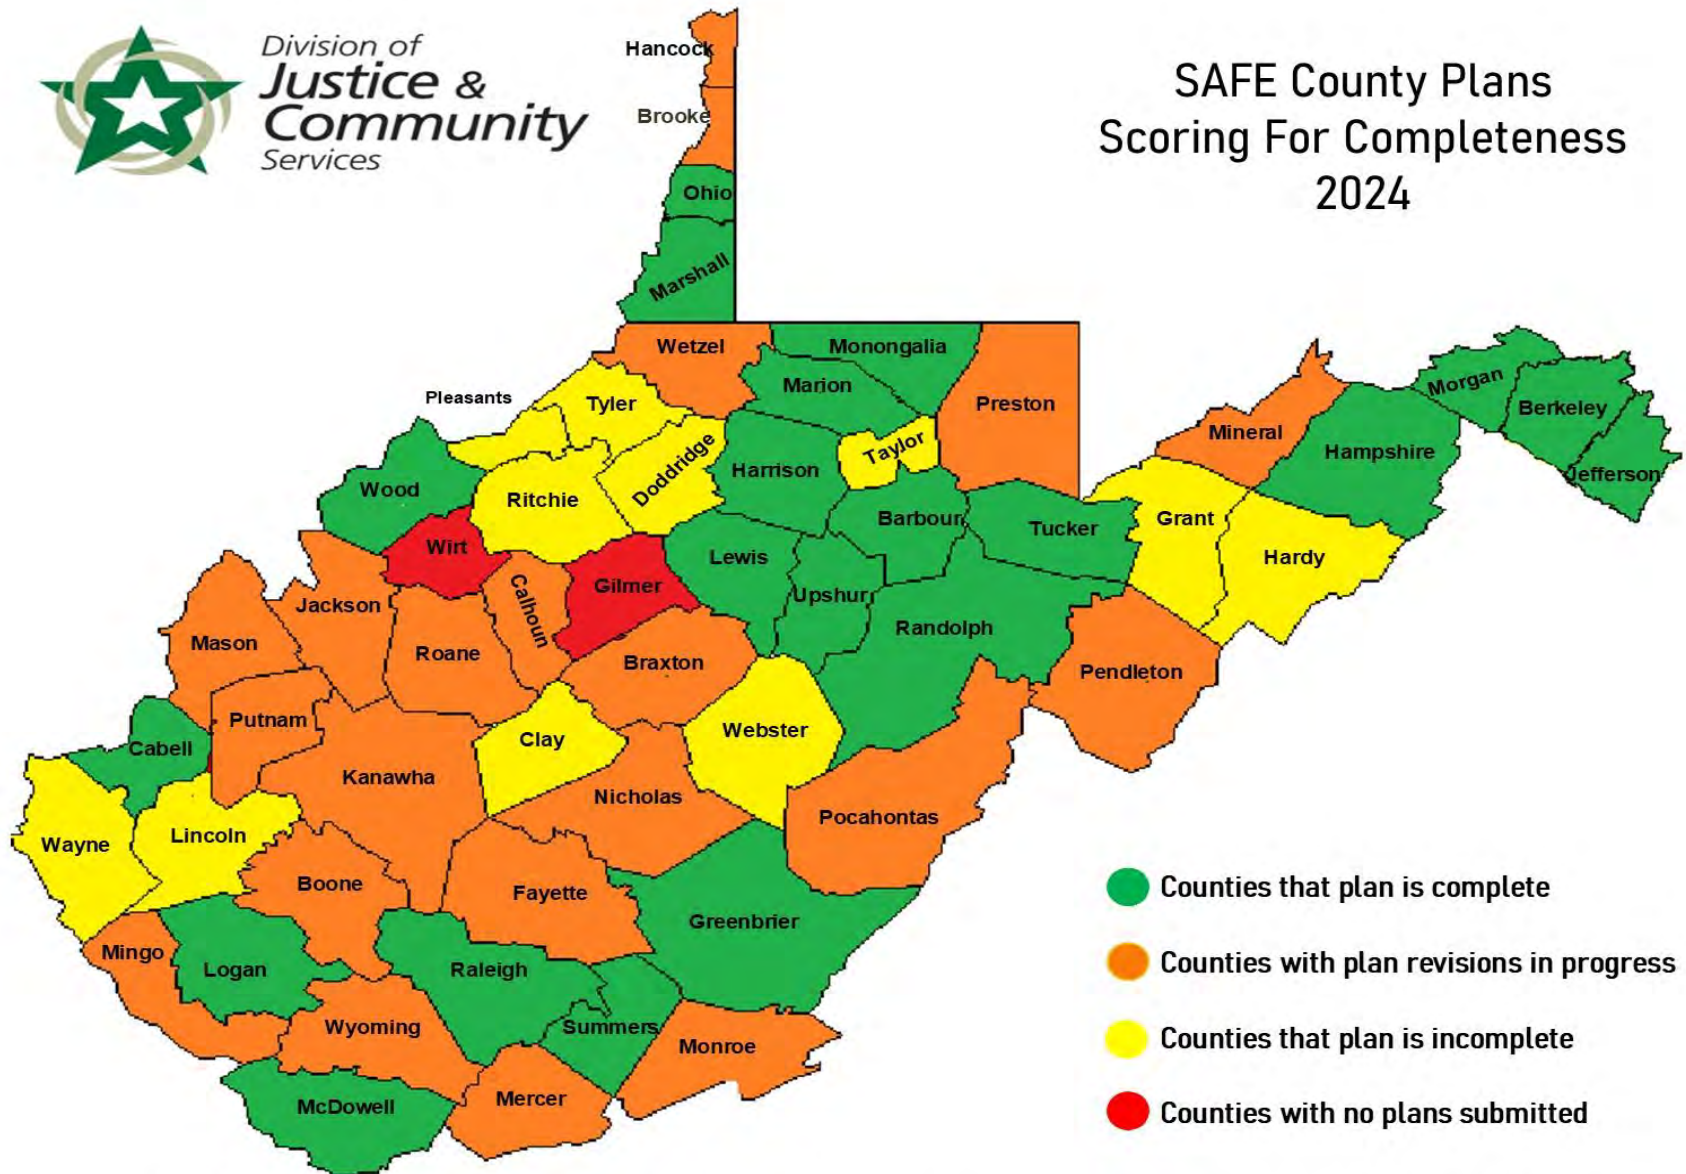 Division of
Justice &
Community
Services
SAFE County Plans
Scoring For Completeness
2024
Hancock
Brooke
Ohio
Marshall
Wetzel
Monongalia
Marion
Preston
Pleasants
Tyler
Doddridge
Harrison
Taylor
Mineral
Morgan
Berkeley
Hampshire
Jefferson
Wood
Ritchie
Barbour
Tucker
Grant
Hardy
Wirt
Gilmer
Lewis
Upshur
Calhoun
Jackson
Randolph
Mason
Roane
Braxton
Pendleton
Putnam
Clay
Webster
Cabell
Kanawha
Nicholas
Pocahontas
Wayne
Lincoln
Boone
Fayette
Greenbrier
Mingo
Logan
Raleigh
Wyoming
Summers
Monroe
McDowell
Mercer
Counties that plan is complete
Counties with plan revisions in progress
Counties that plan is incomplete
Counties with no plans submitted